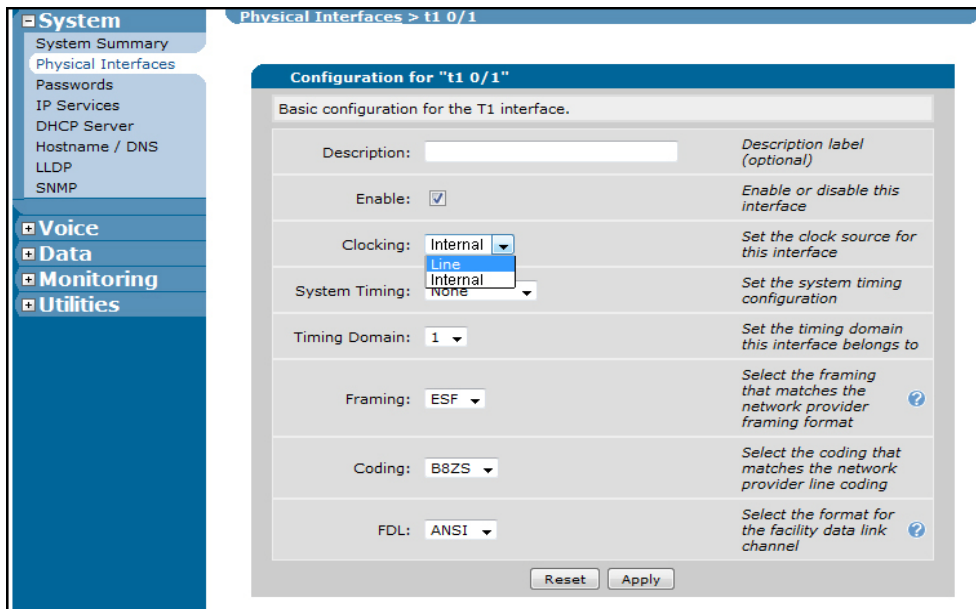 System
System Summary
Physical Interfaces
Passwords
IP Services
DHCP Server
Hostname / DNS
LLDP
SNMP
Voice
Data
Monitoring
Utilities
Physical Interfaces > t1 0/1
Configuration for "t1 0/1"
Basic configuration for the T1 interface.
Description:
Description label
(optional)
Enable:
Enable or disable this
interface
Clocking:
Internal
Line
Internal
Set the clock source for
this interface
System Timing:
None
Set the system timing
configuration
Timing Domain:
1
Set the timing domain
this interface belongs to
Framing:
ESF
Select the framing
that matches the
network provider
framing format
?
Coding:
B8ZS
Select the coding that
matches the network
provider line coding
FDL:
ANSI
Select the format for
the facility data link
channel
?
Reset
Apply